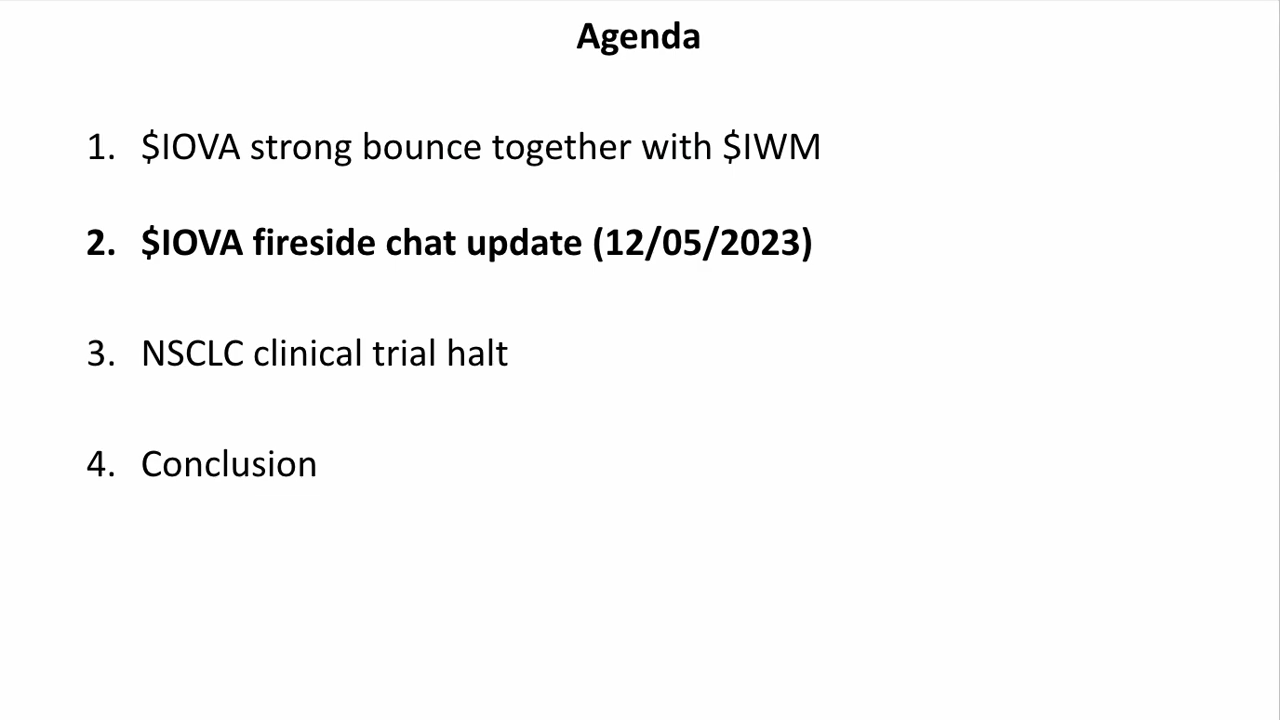 Agenda
1. $IOVA strong bounce together with $IWM
2. $IOVA fireside chat update (12/05/2023)
3. NSCLC clinical trial halt
4. Conclusion